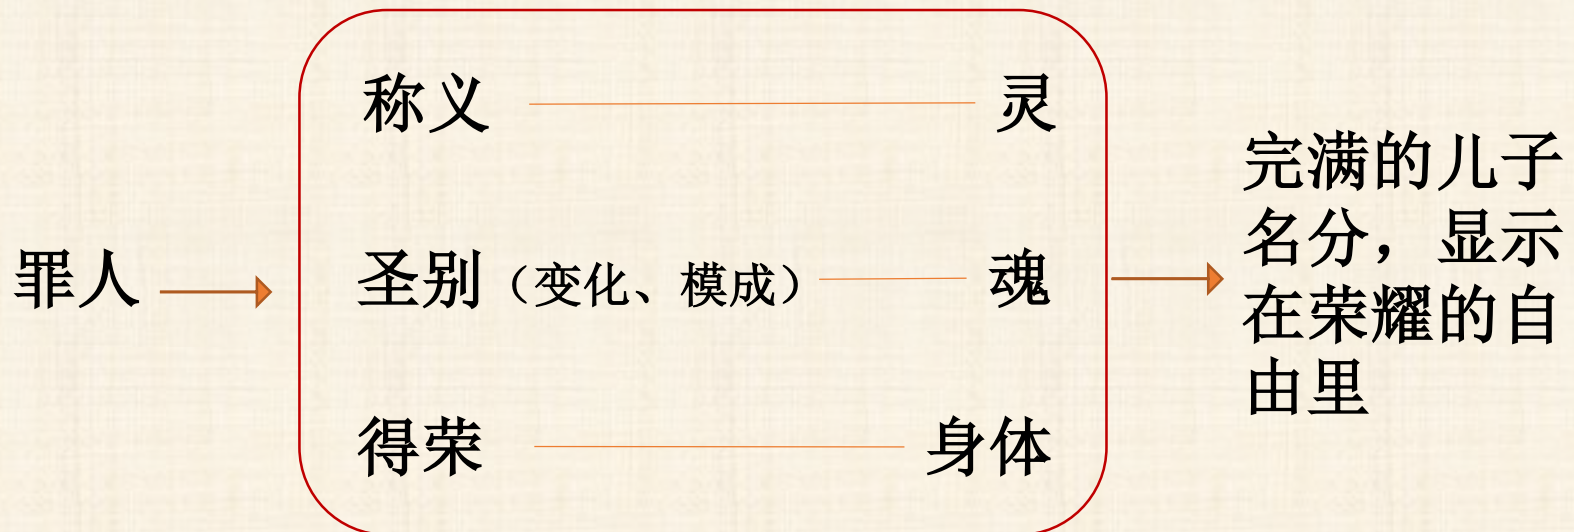 称义 灵
罪人 圣别（变化、模成） 魂
得荣 身体
完满的儿子
名分，显示
在荣耀的自
由里